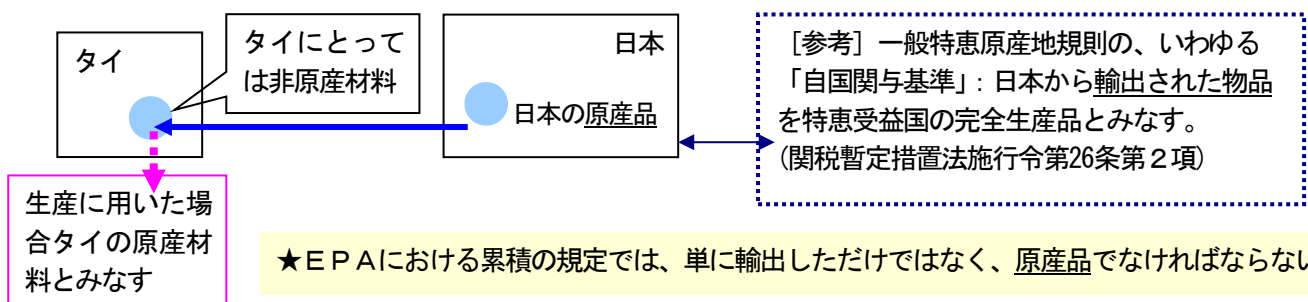 タイ
タイにとって
は非原産材料
日本
日本の原産品
[参考] 一般特恵原産地規則の、いわゆる
「自国関与基準」: 日本から輸出された物品
を特恵受益国の完全生産品とみなす。
(関税暫定措置法施行令第26条第2項)
生産に用いた場
合タイの原産材
料とみなす
★EPAにおける累積の規定では、単に輸出しただけではなく、原産品でなければならない